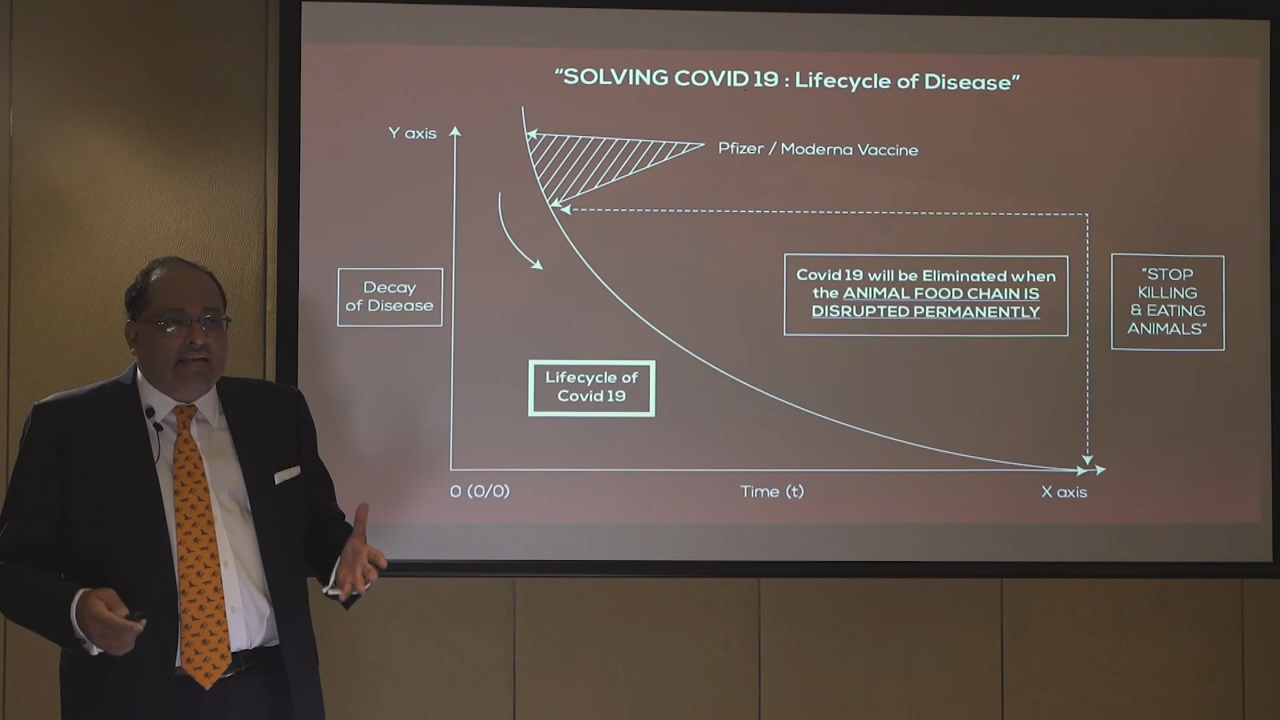 "SOLVING COVID 19 : Lifecycle of Disease"
Y axis
Pfizer / Moderna Vaccine
Decay
of Disease
Covid 19 will be Eliminated when
the ANIMAL FOOD CHAIN IS
DISRUPTED PERMANENTLY
"STOP
KILLING
& EATING
ANIMALS"
Lifecycle of
Covid 19
0 (0/0)
Time (t)
X axis